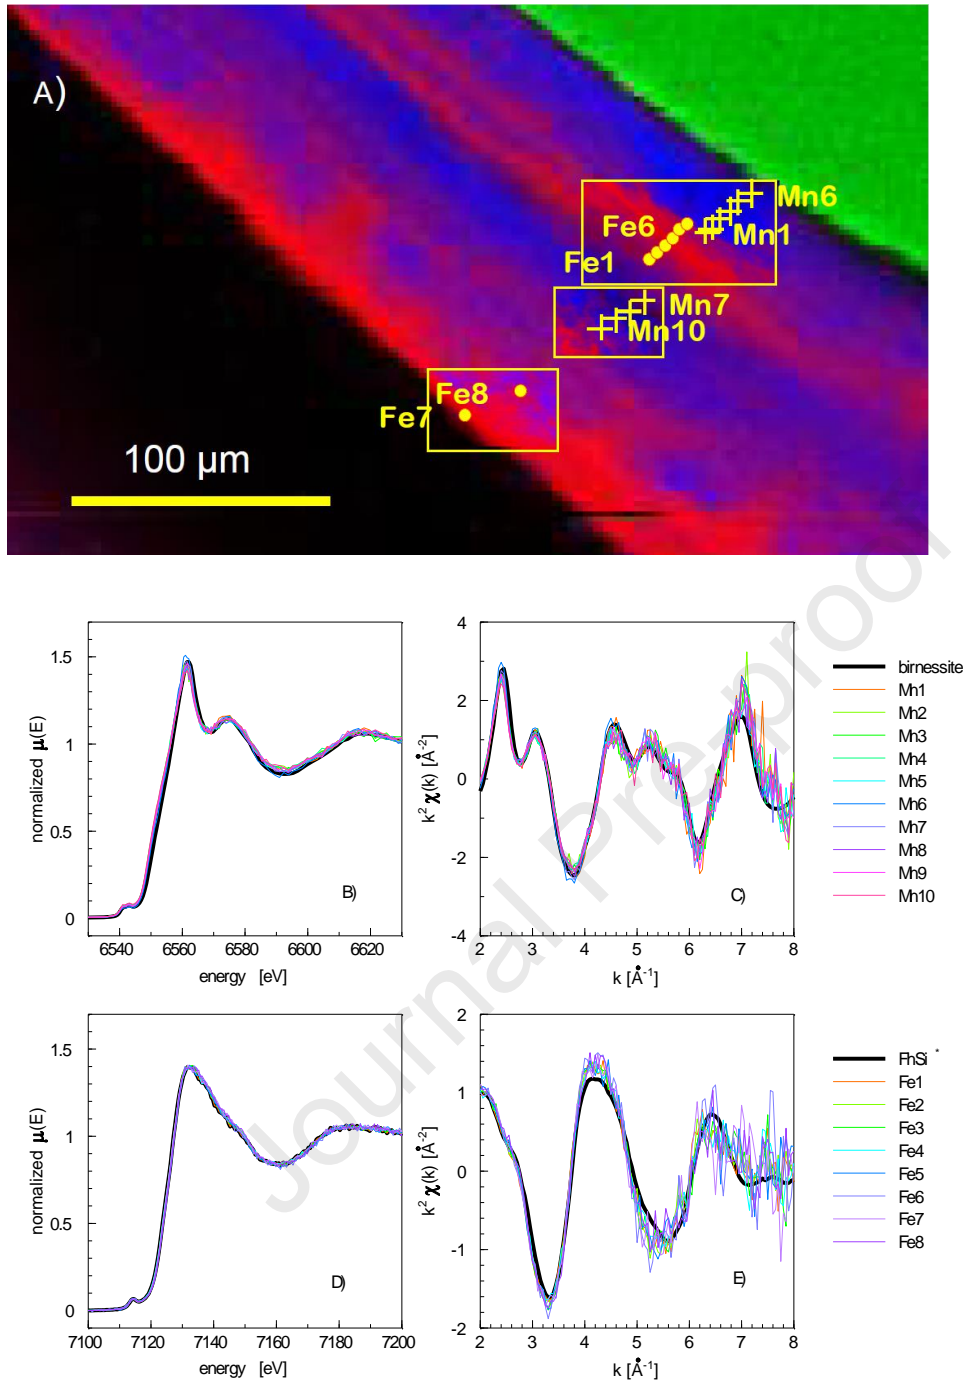 A)
Mn6
Fe6
Mn1
Fe1
Mn7
Mn10
Fe8
Fe7
100 µm
Journal Pre-proof
1.5
1
0.5
0
normalized µ(E)
6540 6560 6580 6600 6620
energy [eV]
B)
4
2
0
-2
-4
k² χ(k) [Å⁻²]
2 3 4 5 6 7 8
k [Å⁻¹]
C)
birnessite
Mn1
Mn2
Mn3
Mn4
Mn5
Mn6
Mn7
Mn8
Mn9
Mn10
1.5
1
0.5
0
normalized µ(E)
7100 7120 7140 7160 7180 7200
energy [eV]
D)
2
1
0
-1
-2
k² χ(k) [Å⁻²]
2 3 4 5 6 7 8
k [Å⁻¹]
E)
FhSi *
Fe1
Fe2
Fe3
Fe4
Fe5
Fe6
Fe7
Fe8